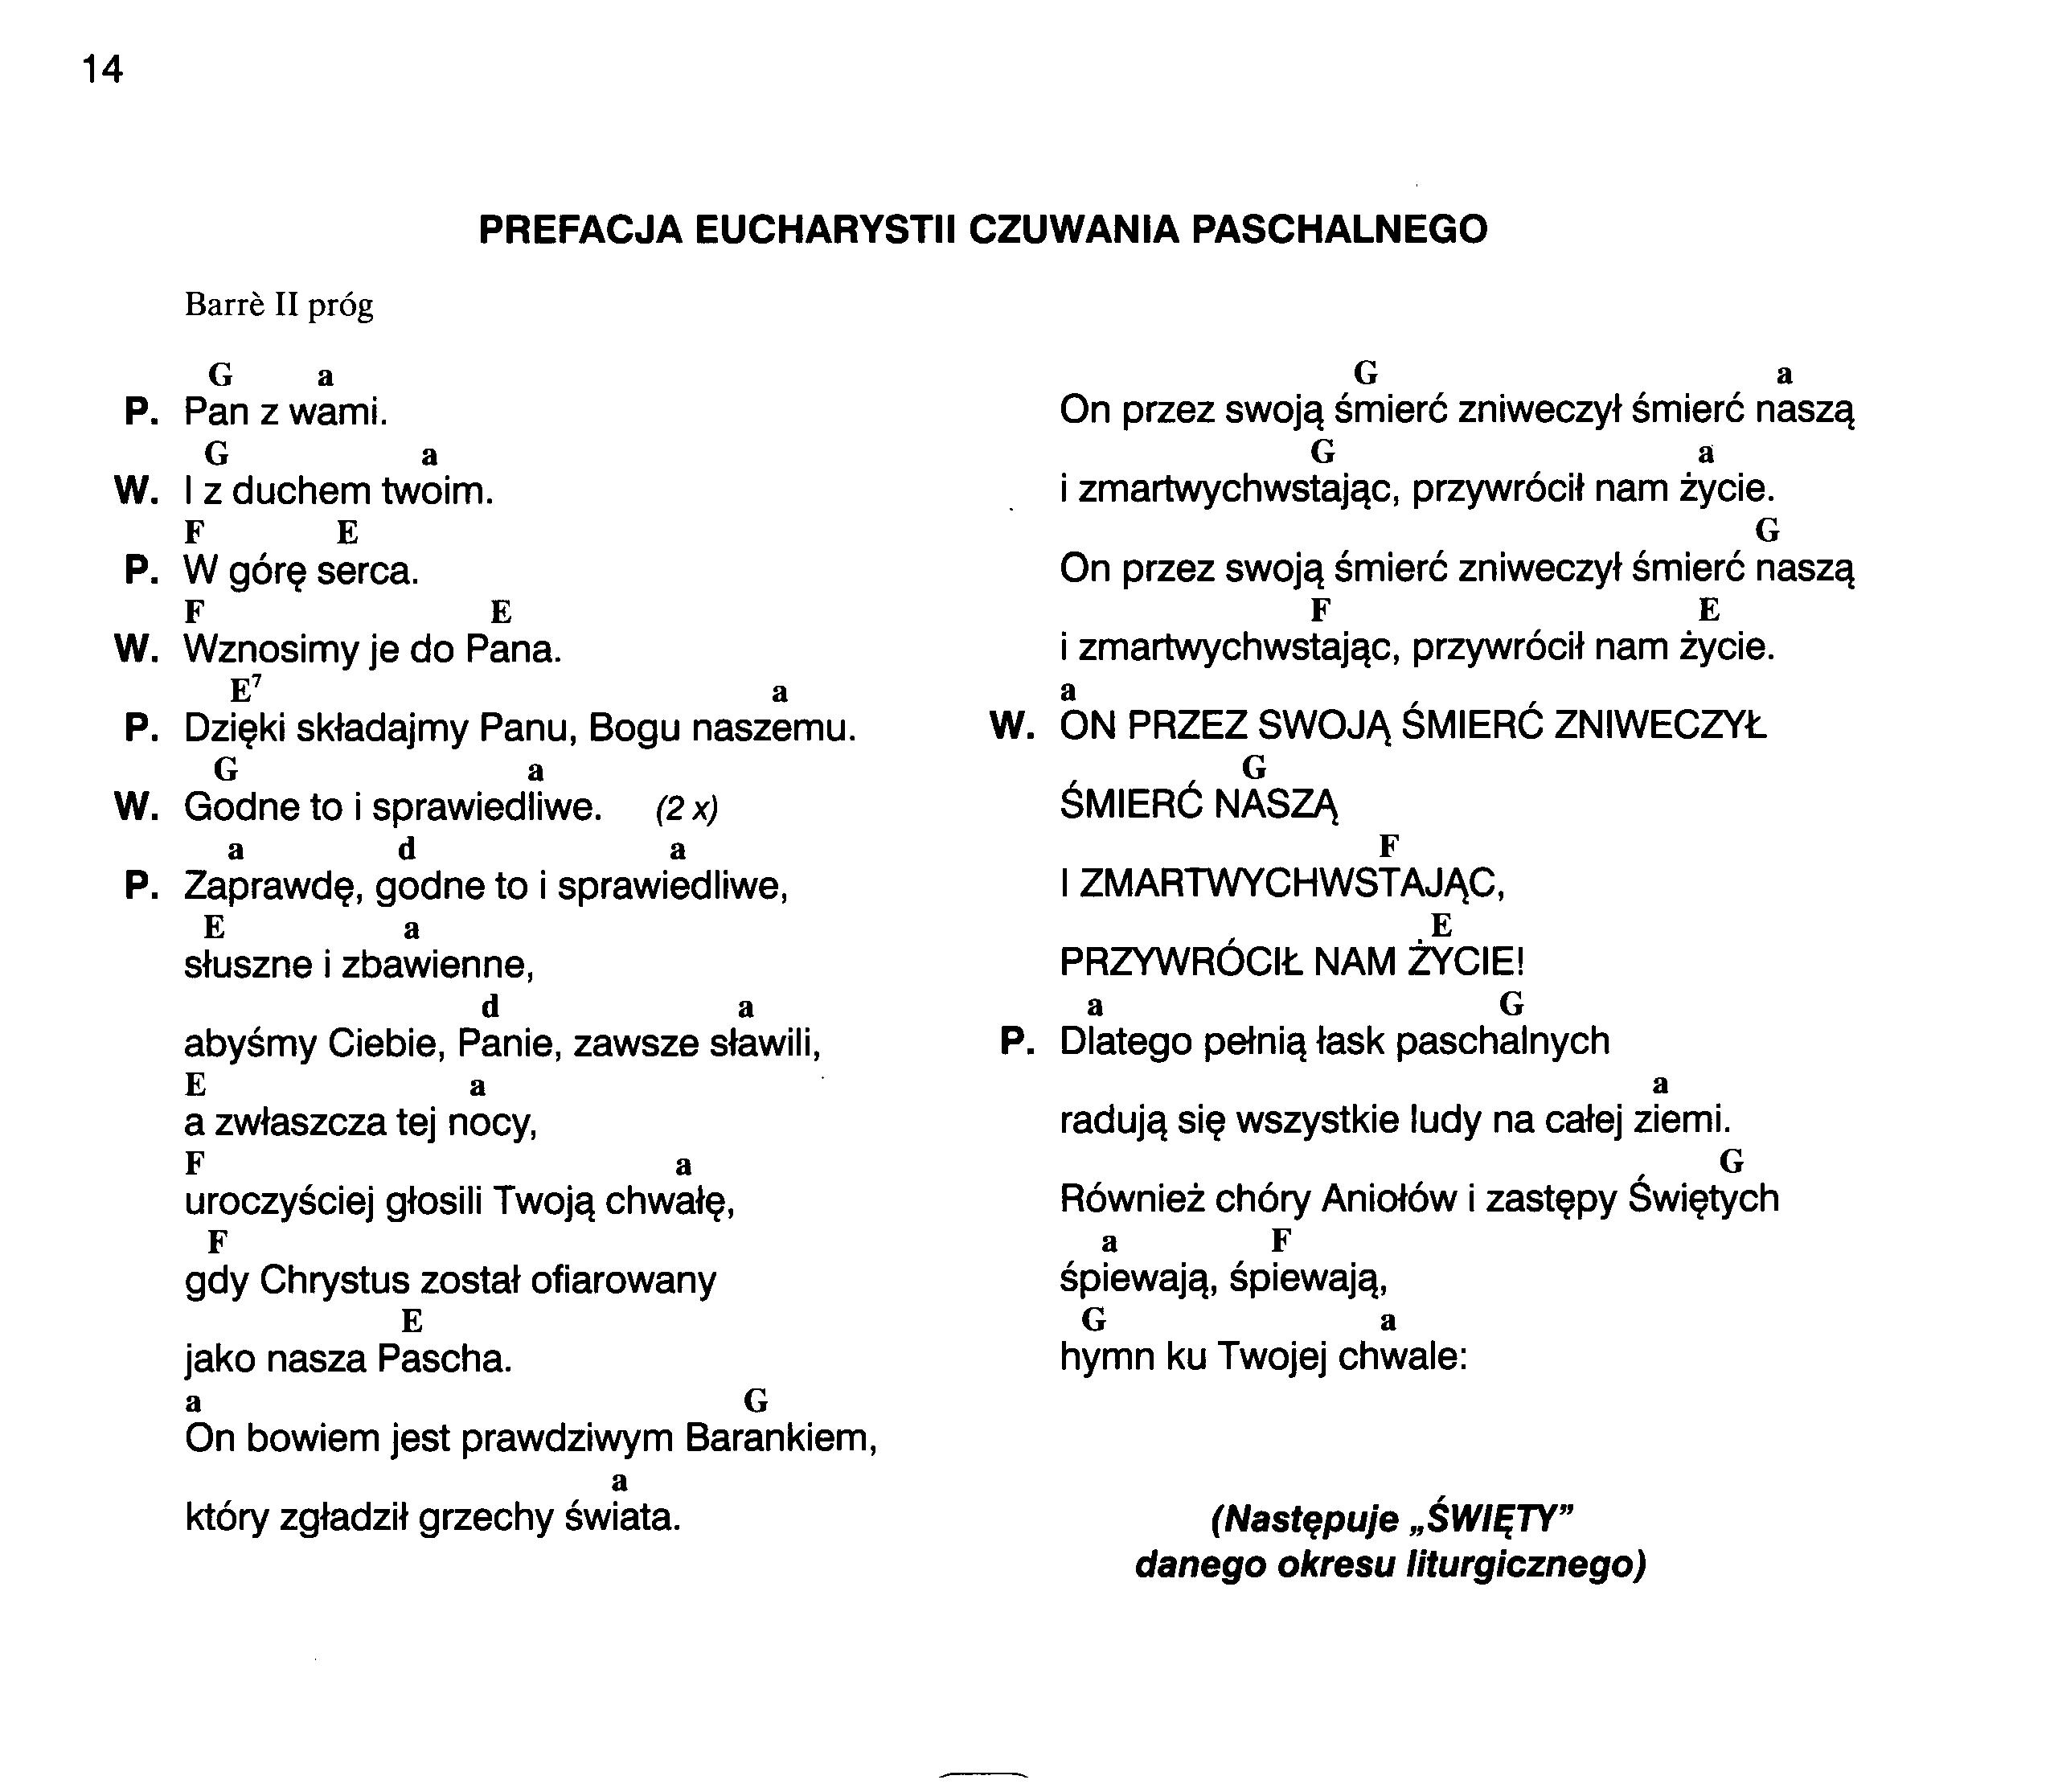 14
PREFACJA EUCHARYSTII CZUWANIA PASCHALNEGO
Barrè II próg
G a
P. Pan z wami.
G a
W. I z duchem twoim.
F E
P. W górę serca.
F E
W. Wznosimy je do Pana.
E⁷ a
P. Dzięki składajmy Panu, Bogu naszemu.
G a
W. Godne to i sprawiedliwe. (2 x)
a d a
P. Zaprawdę, godne to i sprawiedliwe,
E a
słuszne i zbawienne,
d a
abyśmy Ciebie, Panie, zawsze sławili,
E a
a zwłaszcza tej nocy,
F a
uroczyściej głosili Twoją chwałę,
F
gdy Chrystus został ofiarowany
E
jako nasza Pascha.
a G
On bowiem jest prawdziwym Barankiem,
a
który zgładził grzechy świata.
G a
On przez swoją śmierć zniweczył śmierć naszą
G a
i zmartwychwstając, przywrócił nam życie.
G
On przez swoją śmierć zniweczył śmierć naszą
F E
i zmartwychwstając, przywrócił nam życie.
a
W. ON PRZEZ SWOJĄ ŚMIERĆ ZNIWECZYŁ
G
ŚMIERĆ NASZĄ
F
I ZMARTWYCHWSTAJĄC,
E
PRZYWRÓCIŁ NAM ŻYCIE!
a G
P. Dlatego pełnią łask paschalnych
a
radują się wszystkie ludy na całej ziemi.
G
Również chóry Aniołów i zastępy Świętych
a F
śpiewają, śpiewają,
G a
hymn ku Twojej chwale:
(Następuje „ŚWIĘTY”
danego okresu liturgicznego)